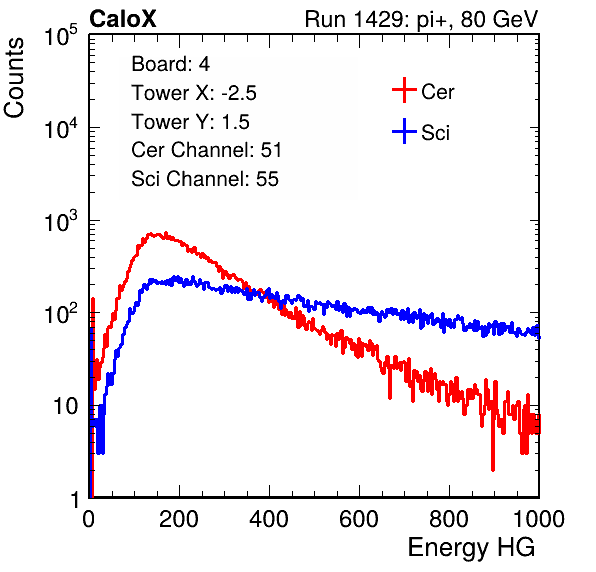 CaloX Run 1429: pi+, 80 GeV
Counts
Board: 4
Tower X: -2.5
Tower Y: 1.5
Cer Channel: 51
Sci Channel: 55
Cer
Sci
10^5
10^4
10^3
10^2
10
1
0 200 400 600 800 1000
Energy HG